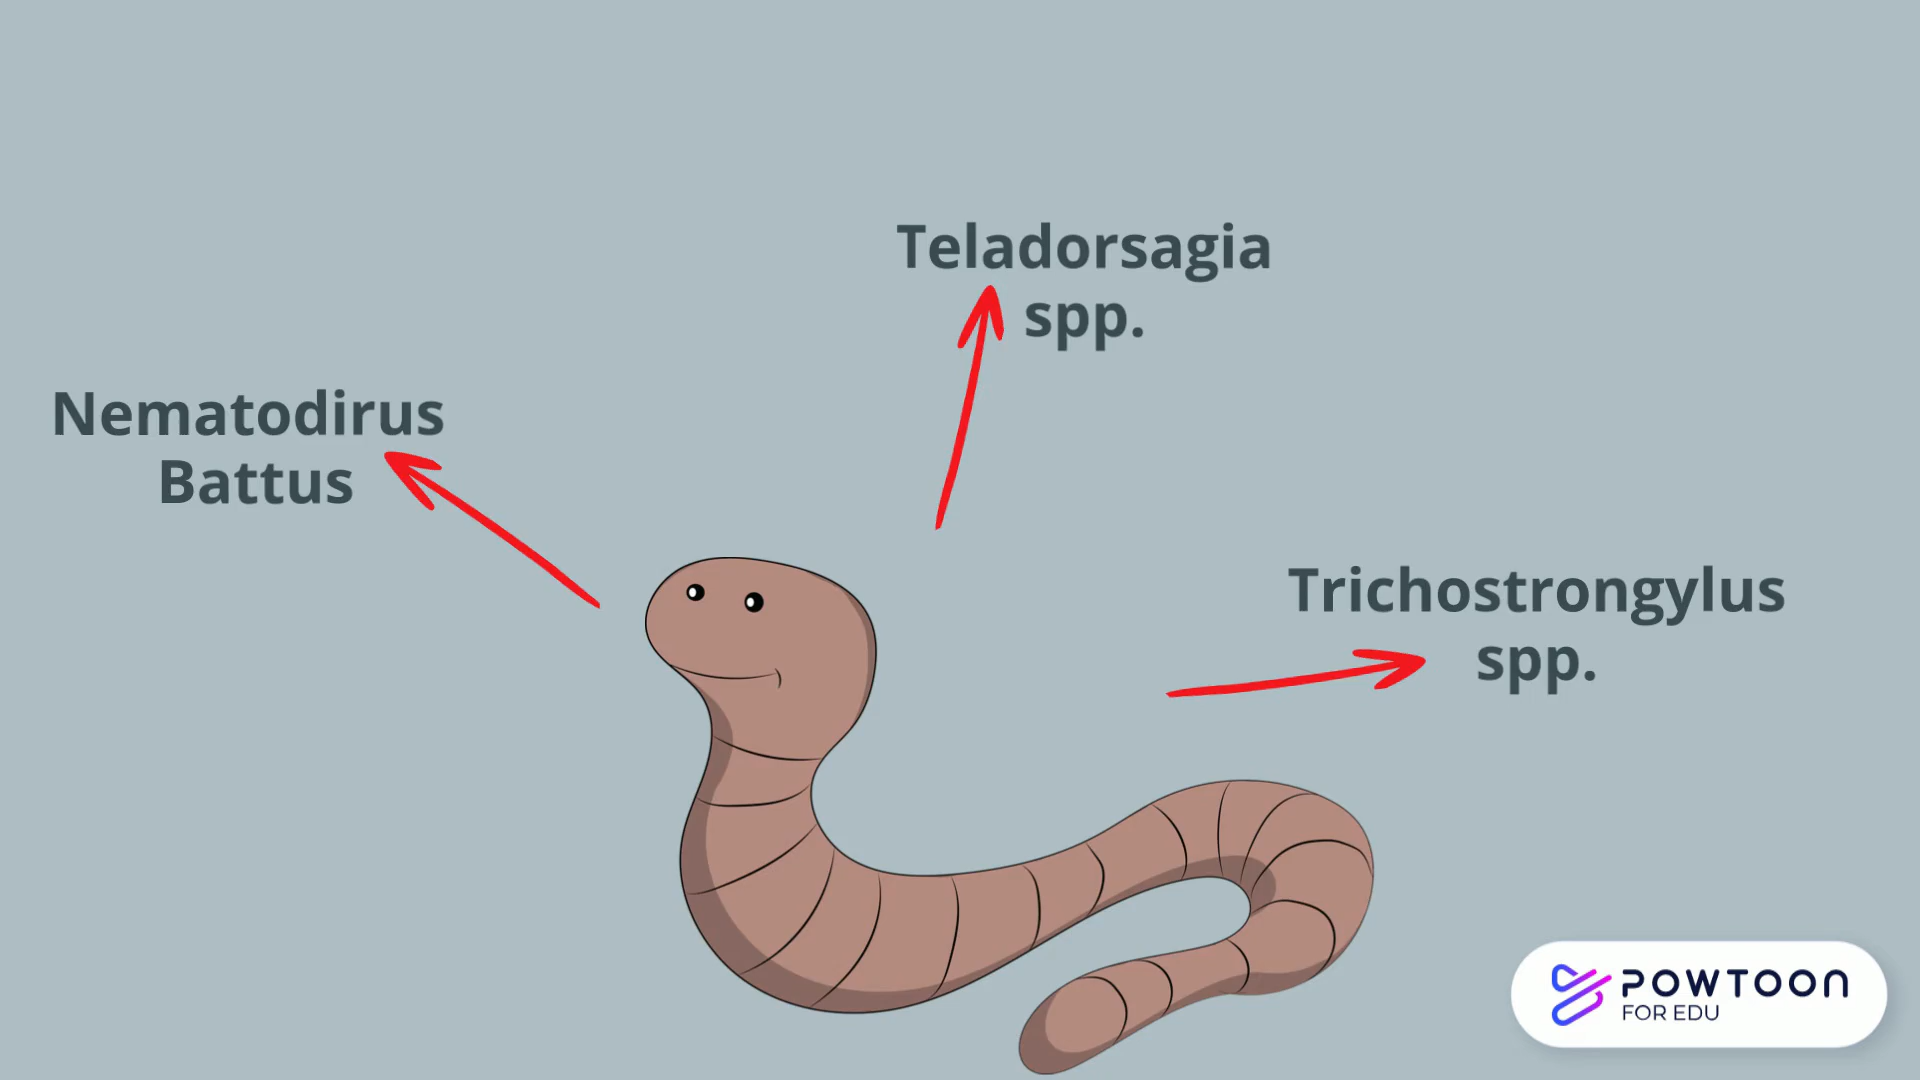 Teladorsagia
spp.
Nematodirus
Battus
Trichostrongylus
spp.
POWTOON
FOR EDU